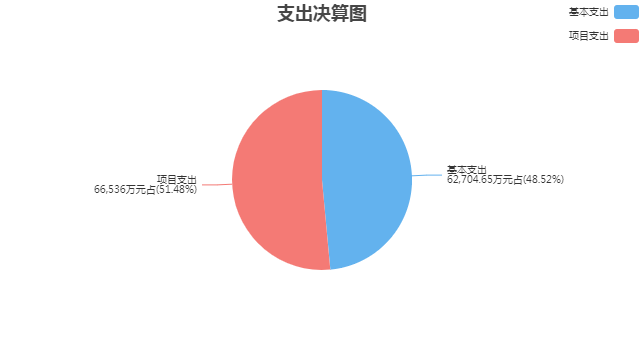 支出决算图
基本支出
项目支出
基本支出
62,704.65万元占(48.52%)
项目支出
66,536万元占(51.48%)